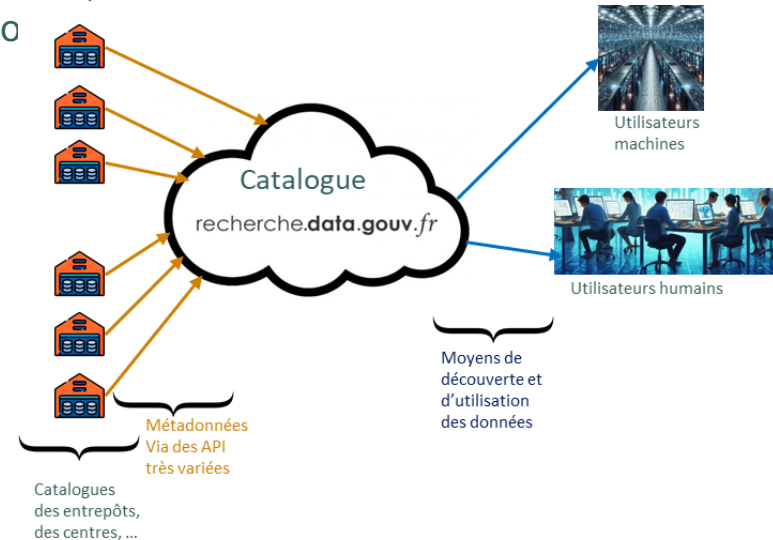 Utilisateurs
machines
Catalogue
recherche.data.gouv.fr
Utilisateurs humains
Moyens de
découverte et
d'utilisation
des données
Métadonnées
Via des API
très variées
Catalogues
des entrepôts,
des centres, ...